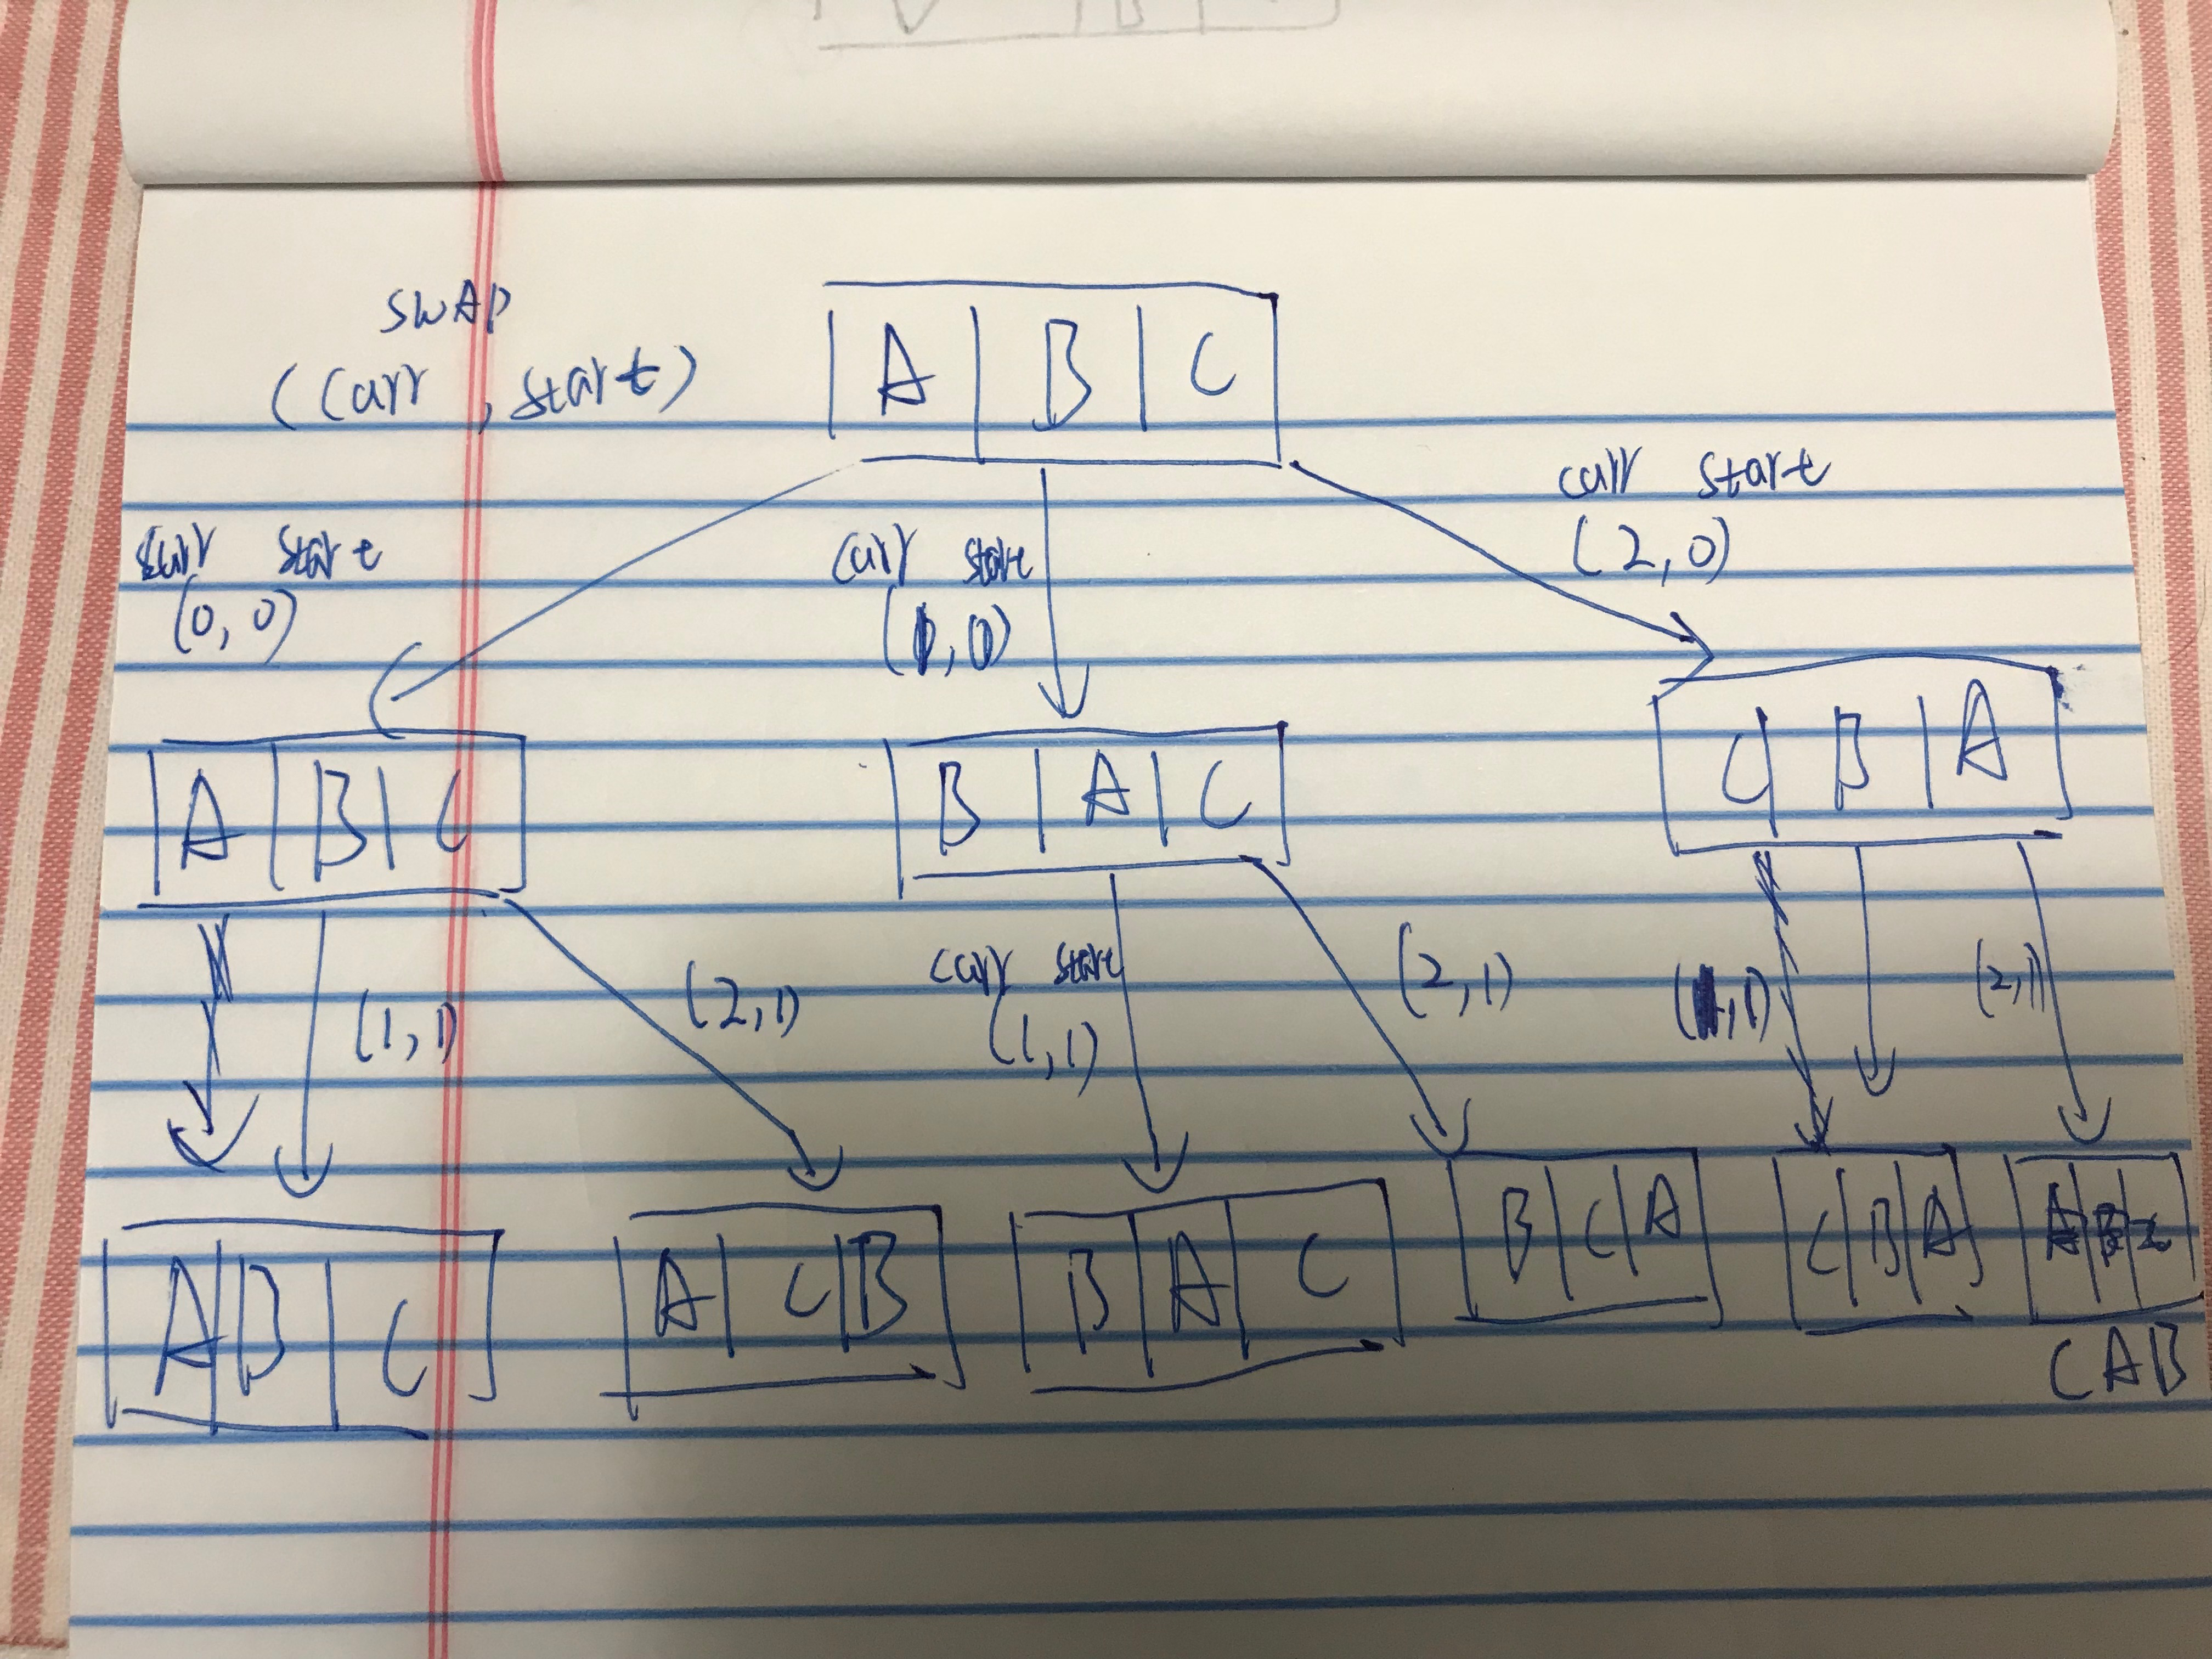 SWAP
(curr, start)
A B C
curr start
(2,0)
curr start
(0,0)
curr start
(1,0)
A B C
B A C
C B A
(1,1)
(2,1)
curr start
(1,1)
(2,1)
(1,1)
(2,1)
A B C
A C B
B A C
B C A
C B A
CAB